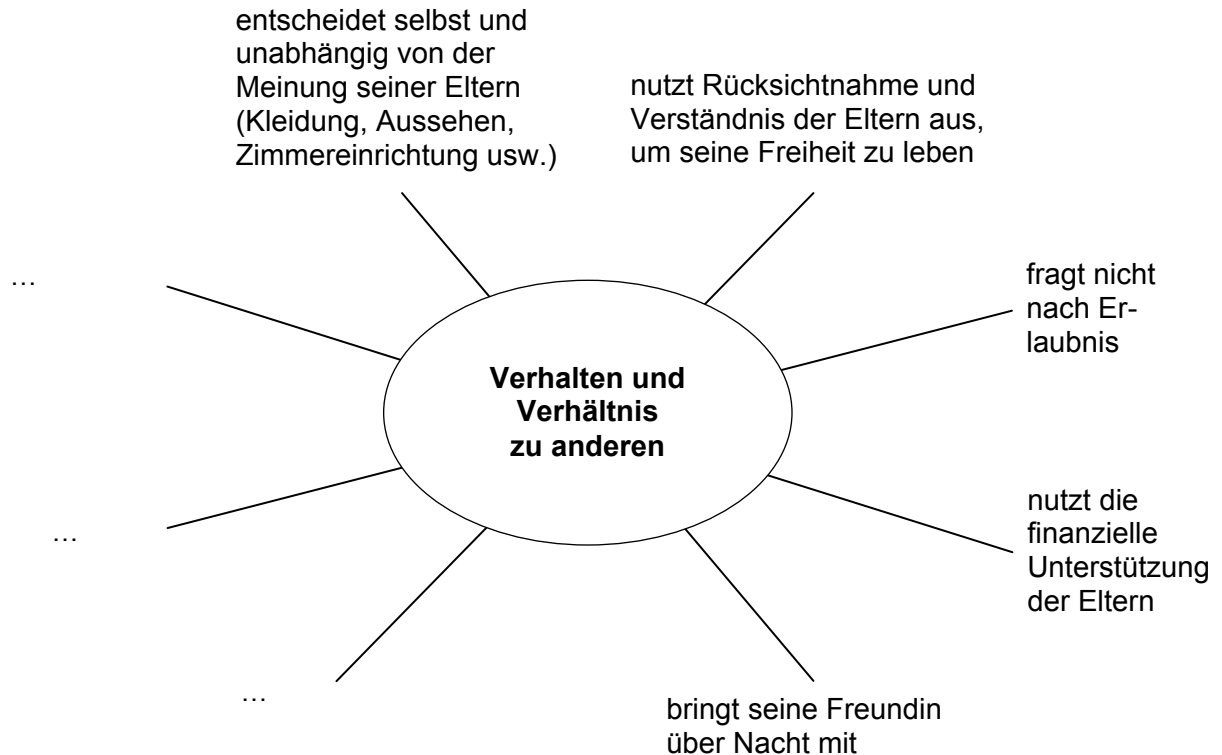 entscheidet selbst und
unabhängig von der
Meinung seiner Eltern
(Kleidung, Aussehen,
Zimmereinrichtung usw.)
nutzt Rücksichtnahme und
Verständnis der Eltern aus,
um seine Freiheit zu leben
…
fragt nicht
nach Er-
laubnis
Verhalten und
Verhältnis
zu anderen
…
nutzt die
finanzielle
Unterstützung
der Eltern
…
bringt seine Freundin
über Nacht mit